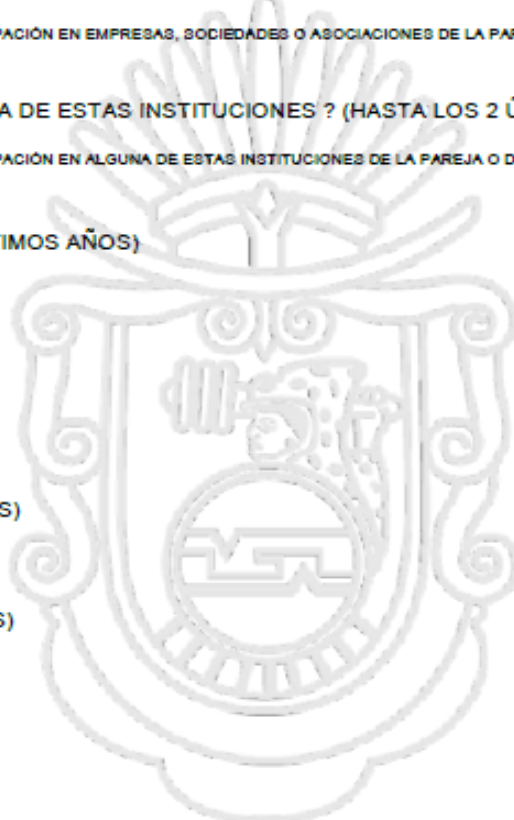 PACIÓN EN EMPRESAS, SOCIEDADES O ASOCIACIONES DE LA PAR
A DE ESTAS INSTITUCIONES ? (HASTA LOS 2 Ú
PACIÓN EN ALGUNA DE ESTAS INSTITUCIONES DE LA PAREJA O D
TIMOS AÑOS)
S)
S)